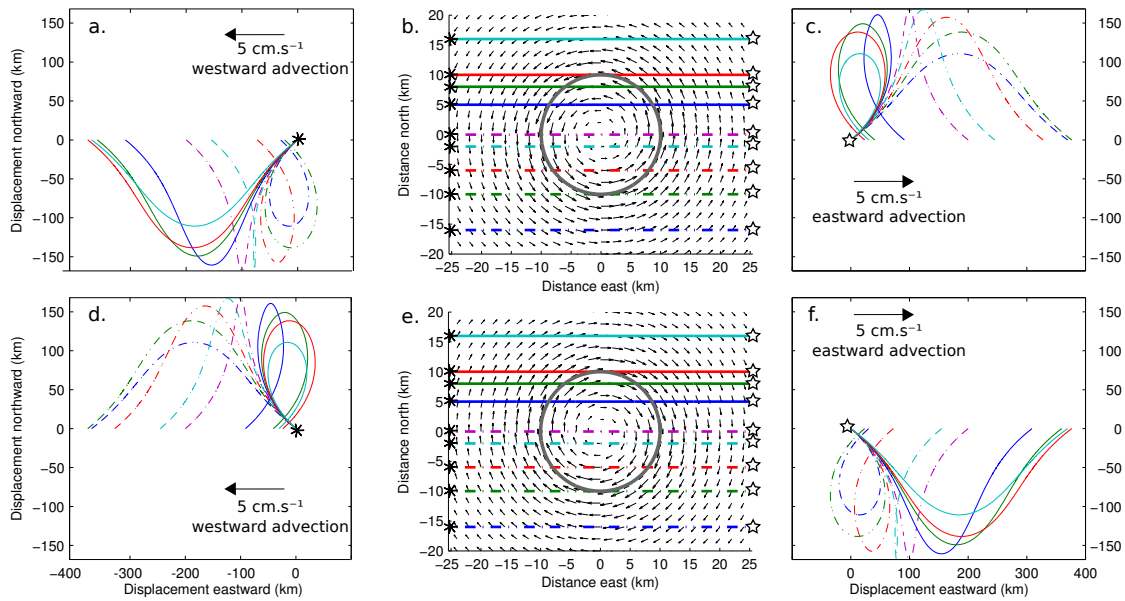 a.
5 cm.s⁻¹
westward advection
Displacement northward (km)
150
100
50
0
−50
−100
−150
b.
Distance north (km)
20
15
10
5
0
−5
−10
−15
−20
−25 −20 −15 −10 −5 0 5 10 15 20 25
Distance east (km)
c.
5 cm.s⁻¹
eastward advection
150
100
50
0
−50
−100
−150
d.
5 cm.s⁻¹
westward advection
Displacement northward (km)
150
100
50
0
−50
−100
−150
-400 -300 -200 -100 0
Displacement eastward (km)
e.
Distance north (km)
20
15
10
5
0
−5
−10
−15
−20
−25 −20 −15 −10 −5 0 5 10 15 20 25
Distance east (km)
f.
5 cm.s⁻¹
eastward advection
150
100
50
0
−50
−100
−150
0 100 200 300 400
Displacement eastward (km)